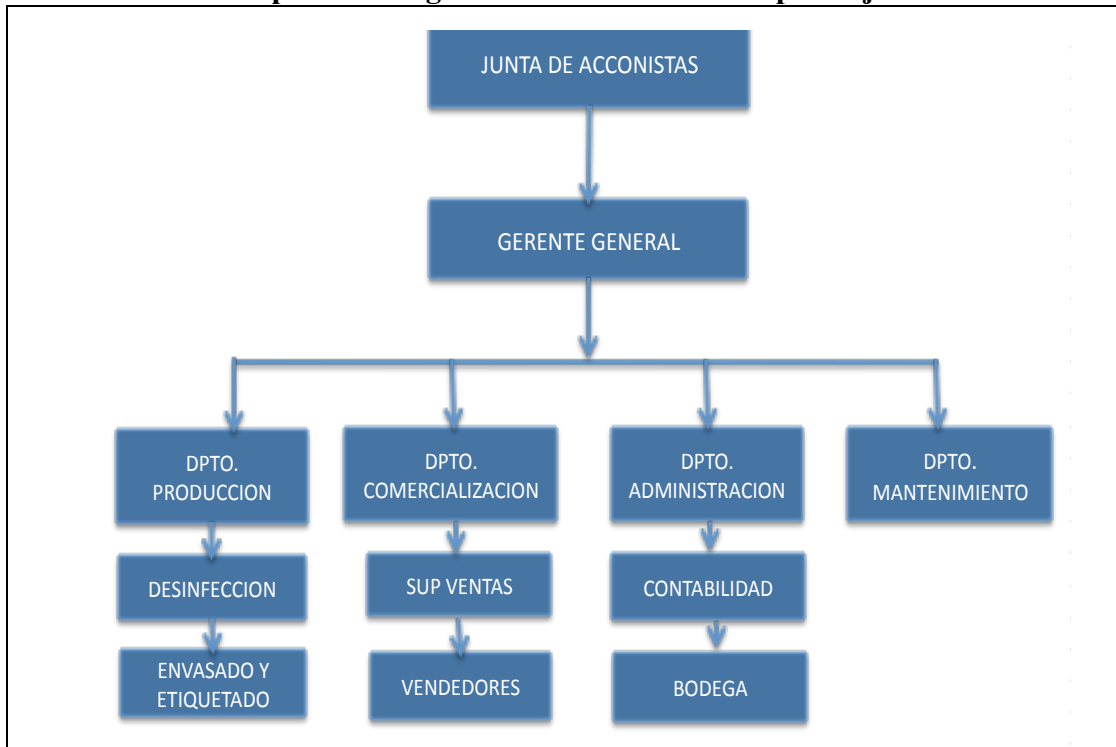 JUNTA DE ACCONISTAS
GERENTE GENERAL
DPTO.
PRODUCCION
DPTO.
COMERCIALIZACION
DPTO.
ADMINISTRACION
DPTO.
MANTENIMIENTO
DESINFECCION
SUP VENTAS
CONTABILIDAD
ENVASADO Y
ETIQUETADO
VENDEDORES
BODEGA